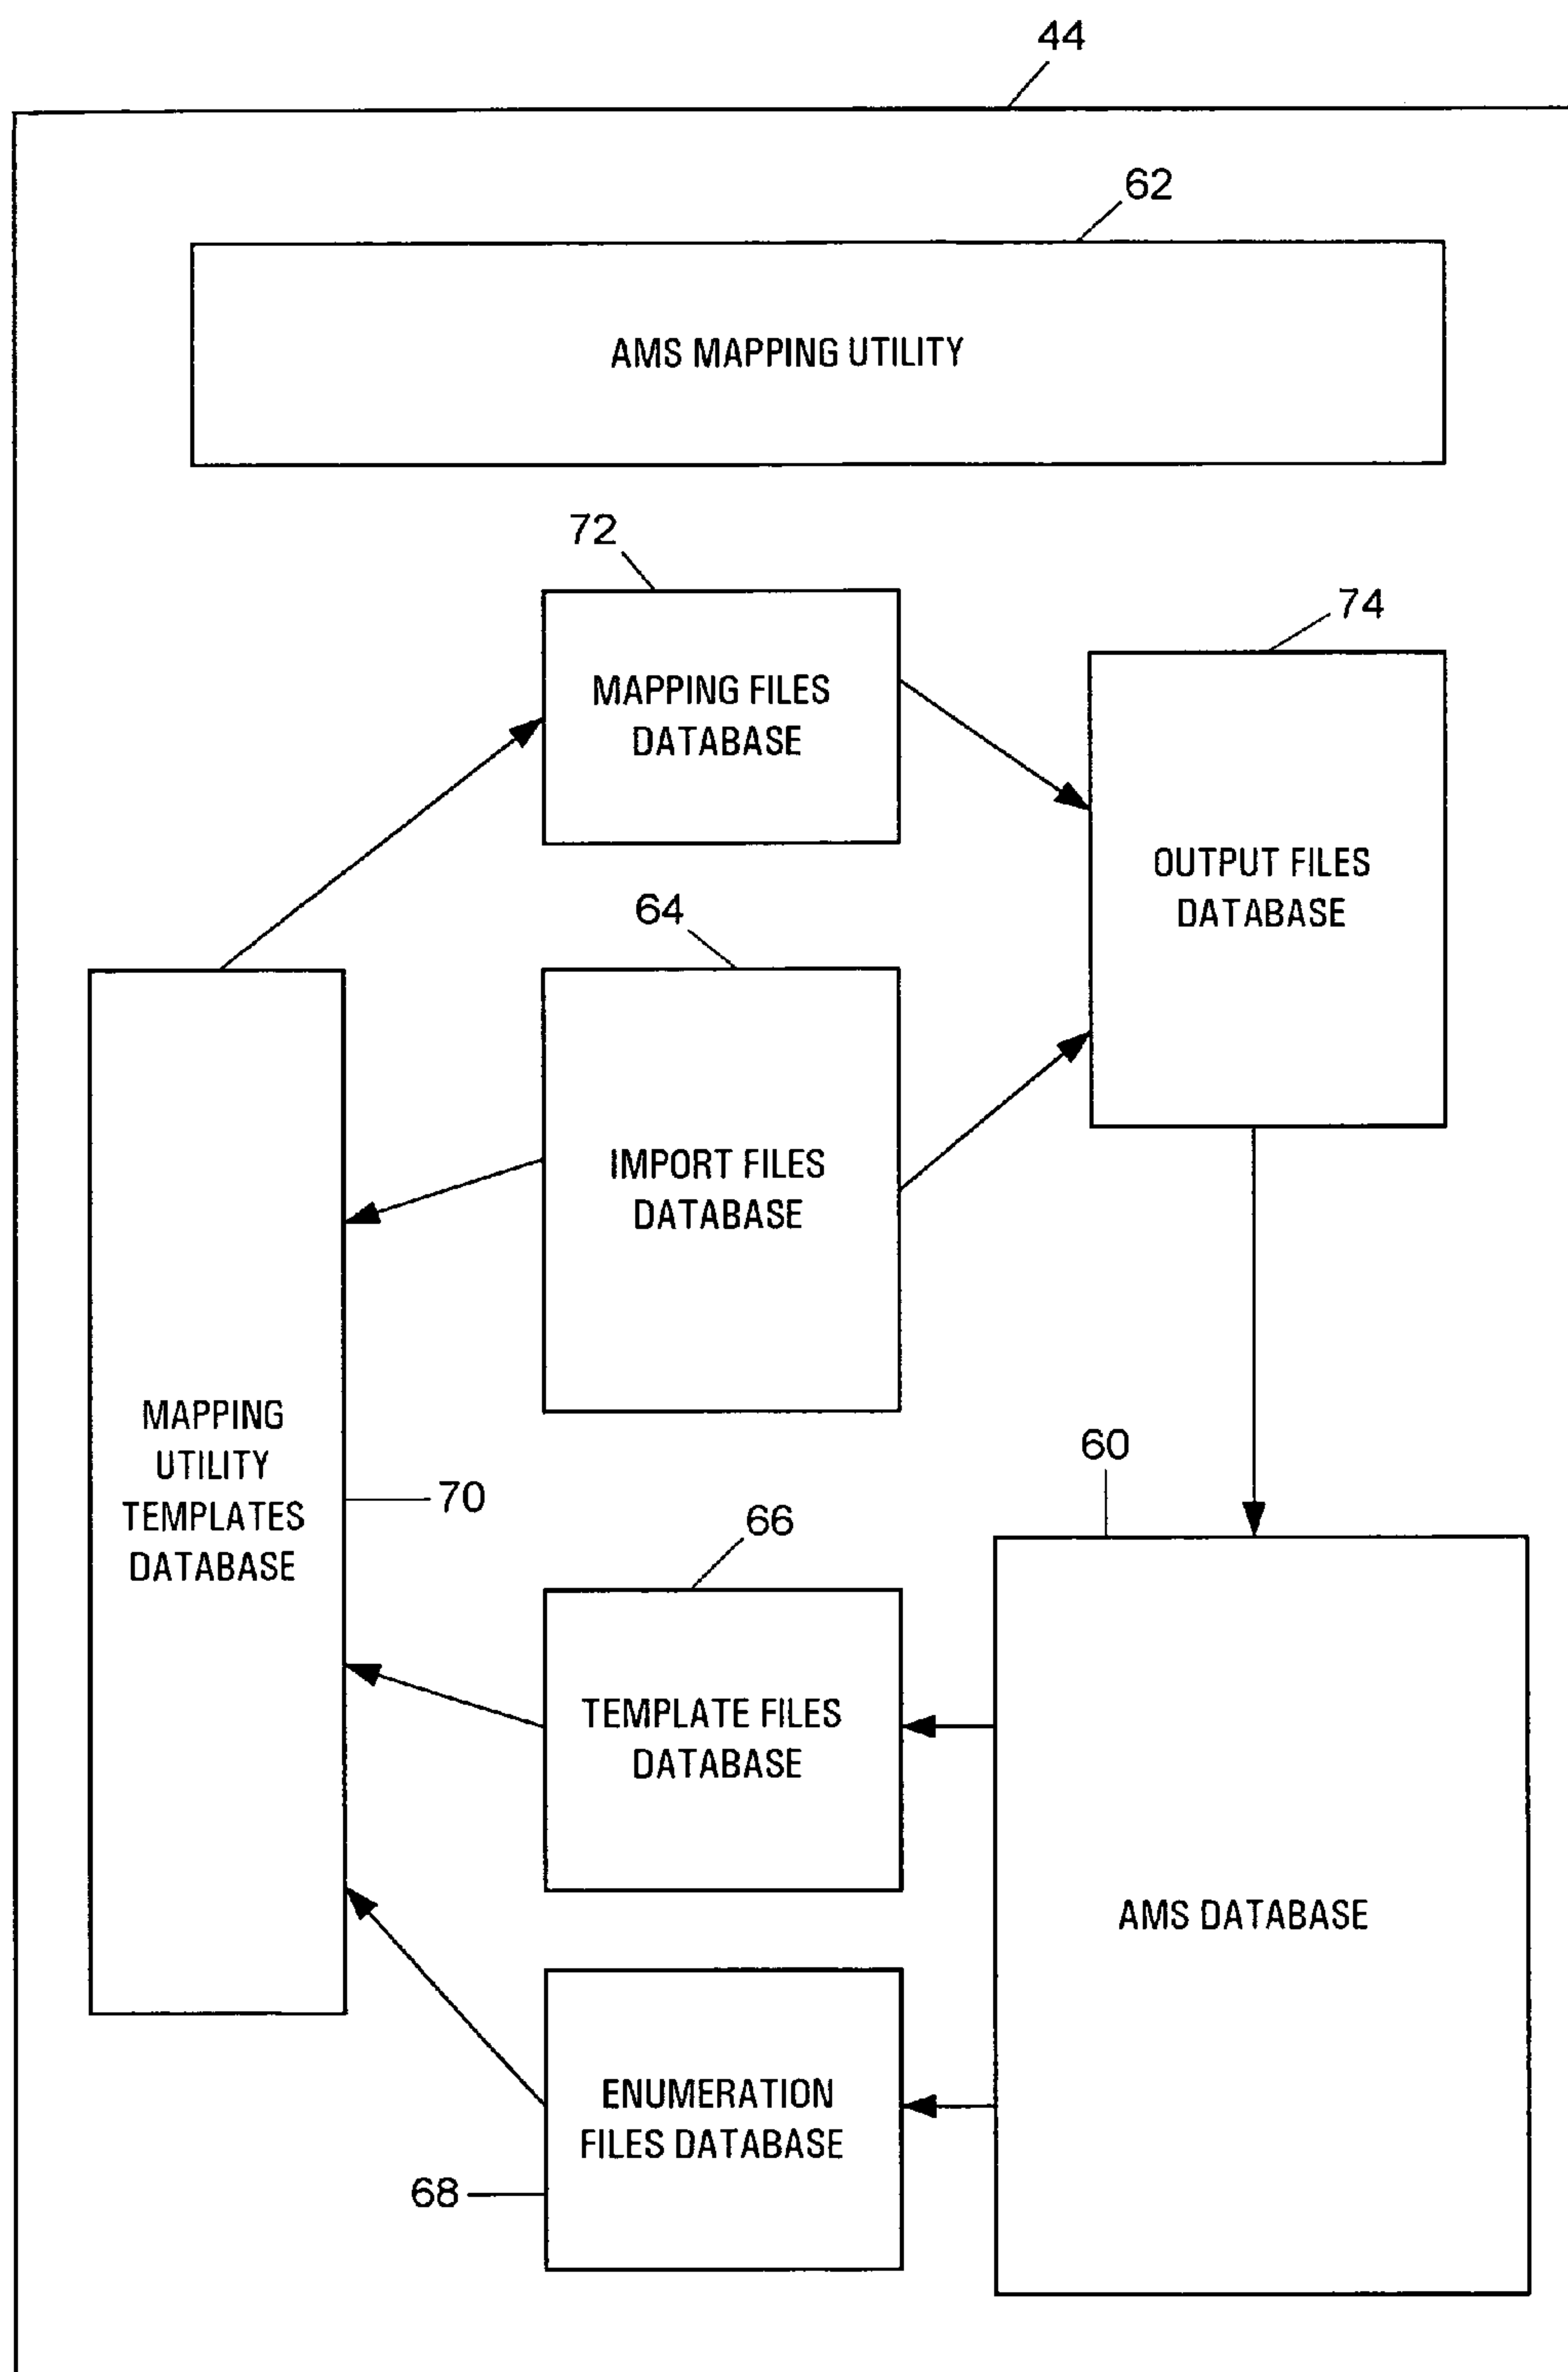 44
62
AMS MAPPING UTILITY
72
MAPPING FILES
DATABASE
74
OUTPUT FILES
DATABASE
64
IMPORT FILES
DATABASE
MAPPING
UTILITY
TEMPLATES
DATABASE
70
60
66
TEMPLATE FILES
DATABASE
AMS DATABASE
ENUMERATION
FILES DATABASE
68